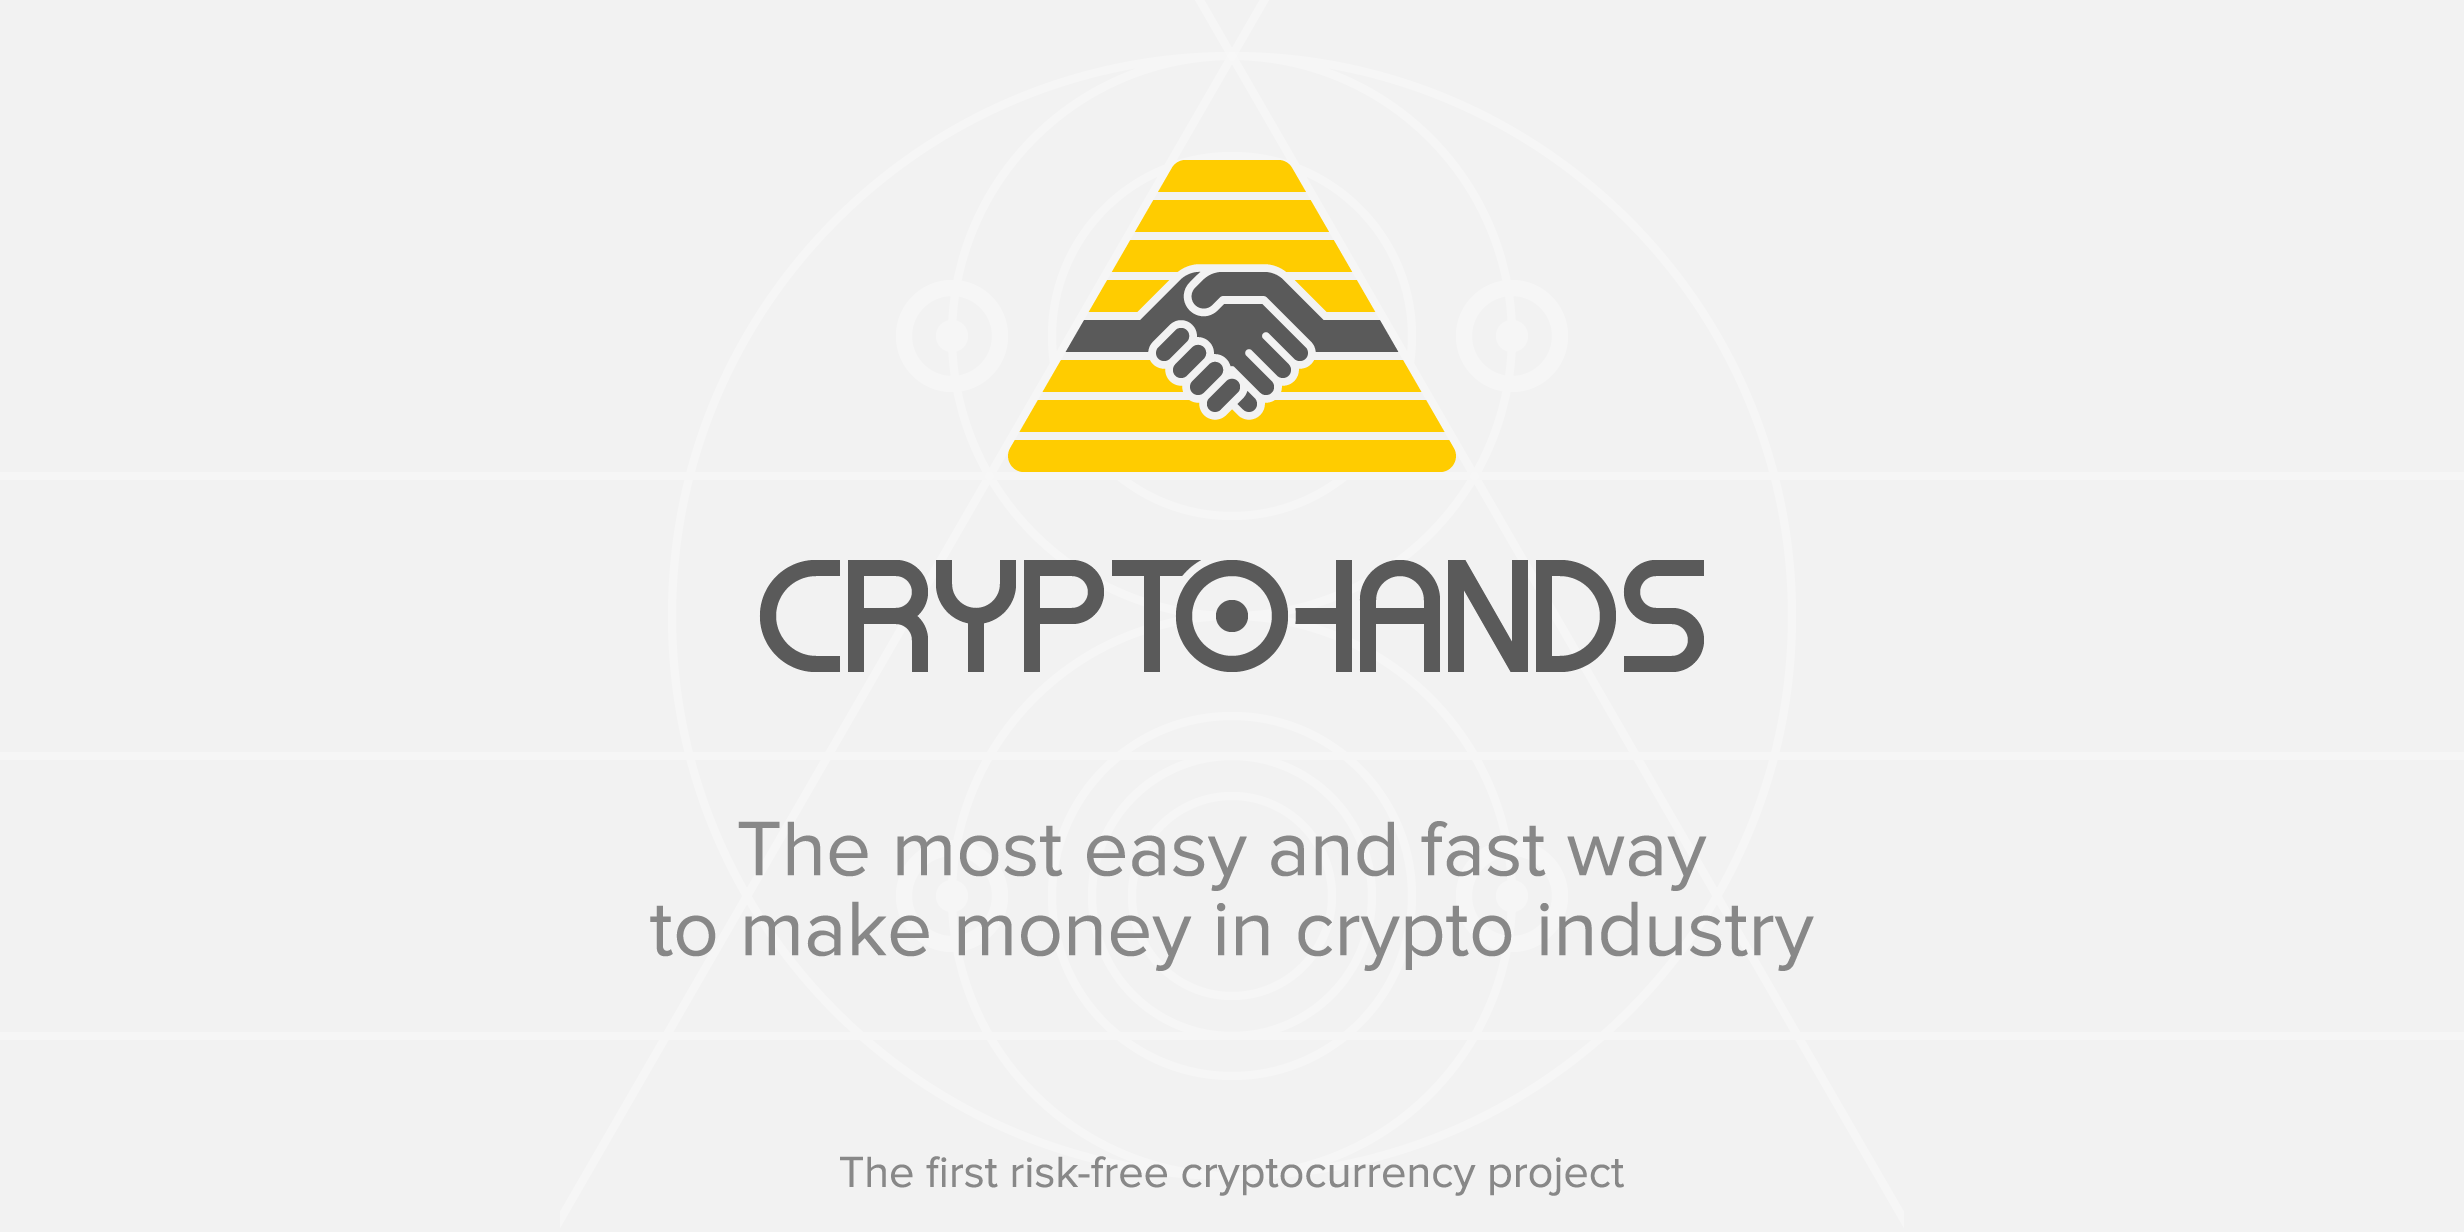 CRYPTOHANDS
The most easy and fast way
to make money in crypto industry
The first risk-free cryptocurrency project